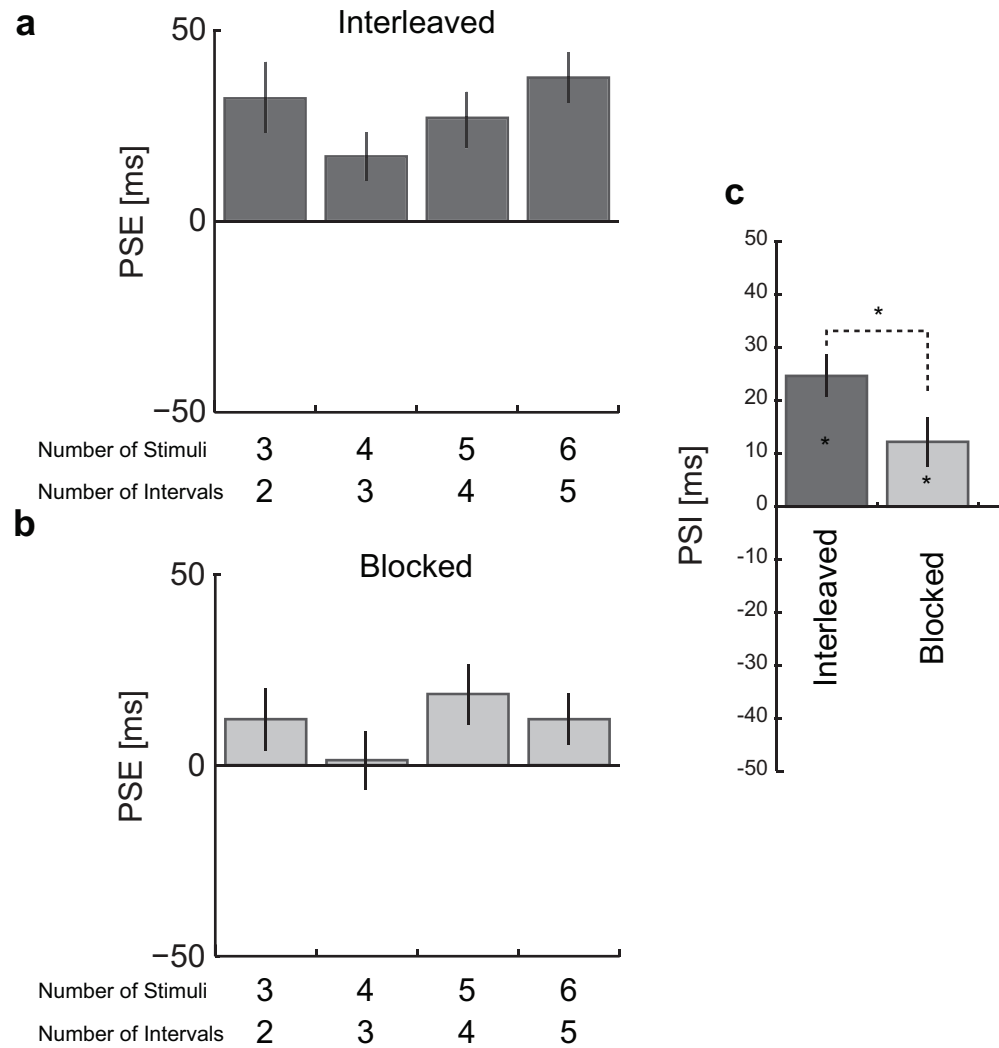 a
Interleaved
50
0
−50
PSE [ms]
Number of Stimuli 3 4 5 6
Number of Intervals 2 3 4 5
b
Blocked
50
0
−50
PSE [ms]
Number of Stimuli 3 4 5 6
Number of Intervals 2 3 4 5
c
50
40
30
20
10
0
-10
-20
-30
-40
-50
PSI [ms]
*
*
*
Interleaved
Blocked